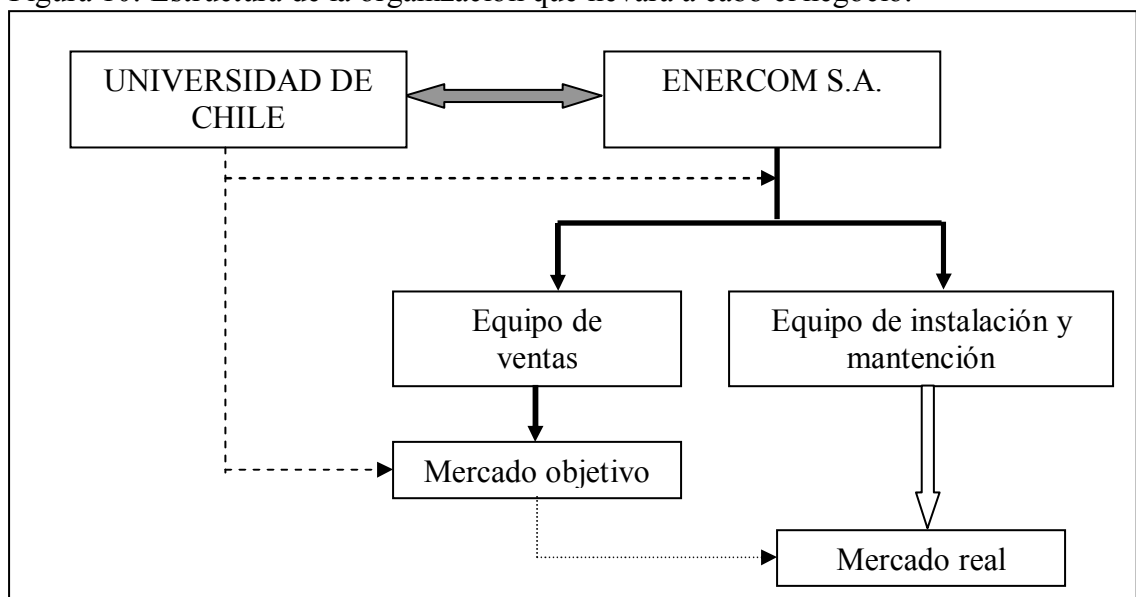 Figura 10: Estructura de la organización que llevará a cabo el negocio.
UNIVERSIDAD DE
CHILE
ENERCOM S.A.
Equipo de
ventas
Equipo de instalación y
mantención
Mercado objetivo
Mercado real